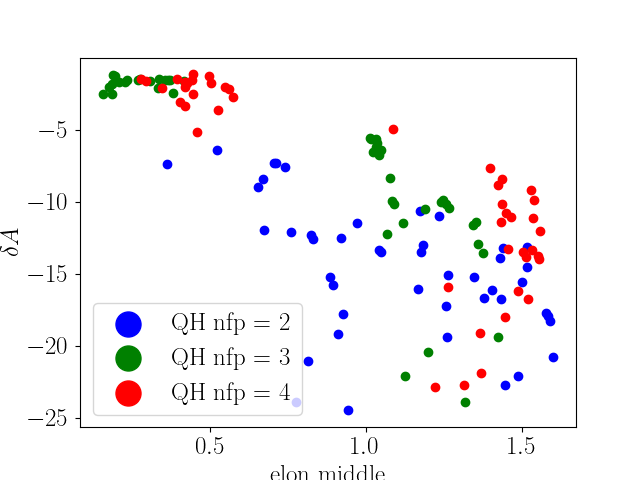 −5
−10
−15
−20
−25
δA
QH nfp = 2
QH nfp = 3
QH nfp = 4
0.5 1.0 1.5
elon middle